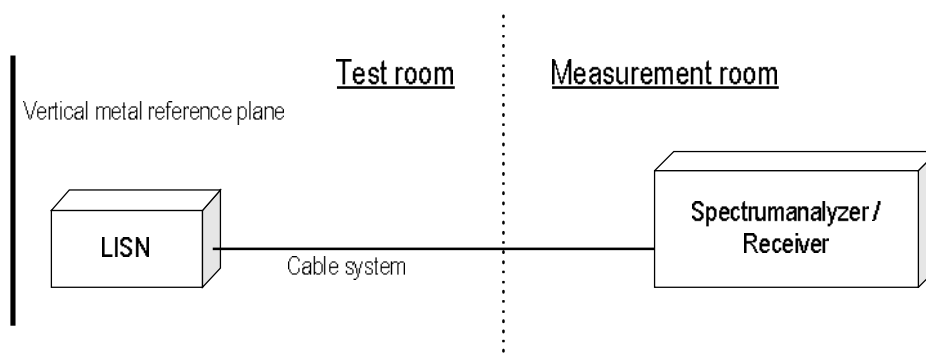 Test room
Measurement room
Vertical metal reference plane
LISN
Cable system
Spectrumanalyzer /
Receiver